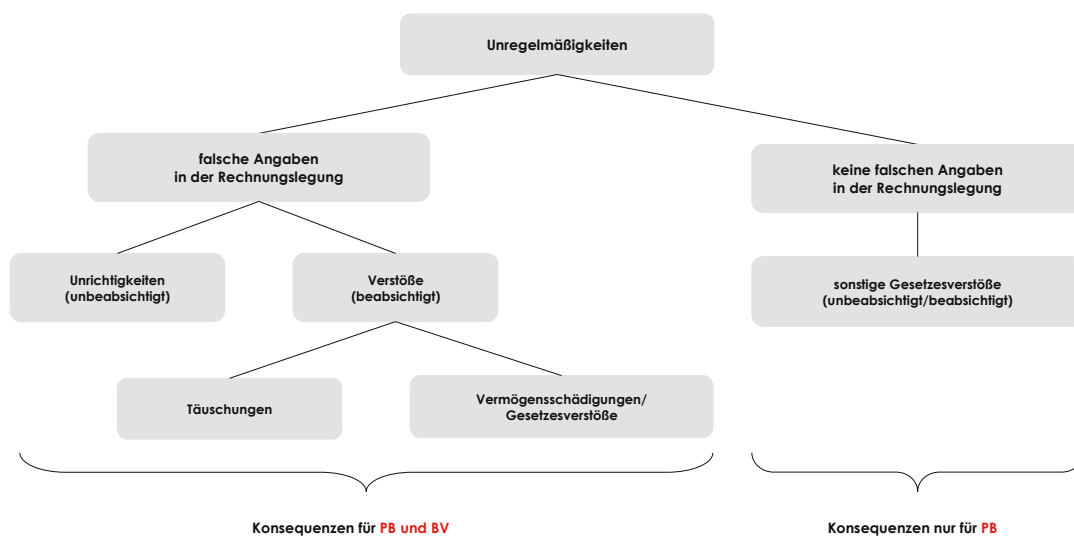 Unregelmäßigkeiten
falsche Angaben
in der Rechnungslegung
keine falschen Angaben
in der Rechnungslegung
Unrichtigkeiten
(unbeabsichtigt)
Verstöße
(beabsichtigt)
sonstige Gesetzesverstöße
(unbeabsichtigt/beabsichtigt)
Täuschungen
Vermögensschädigungen/
Gesetzesverstöße
Konsequenzen für PB und BV
Konsequenzen nur für PB